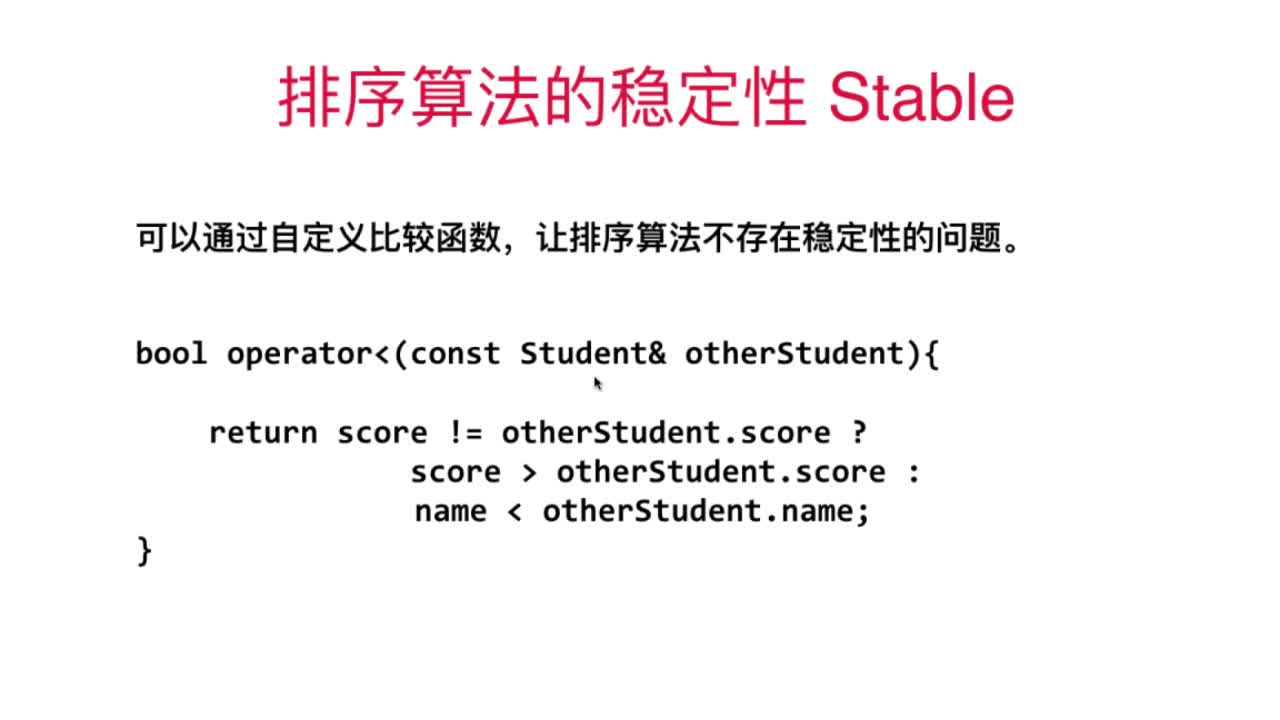 排序算法的稳定性 Stable
可以通过自定义比较函数，让排序算法不存在稳定性的问题。
bool operator<(const Student& otherStudent){
return score != otherStudent.score ?
score > otherStudent.score :
name < otherStudent.name;
}